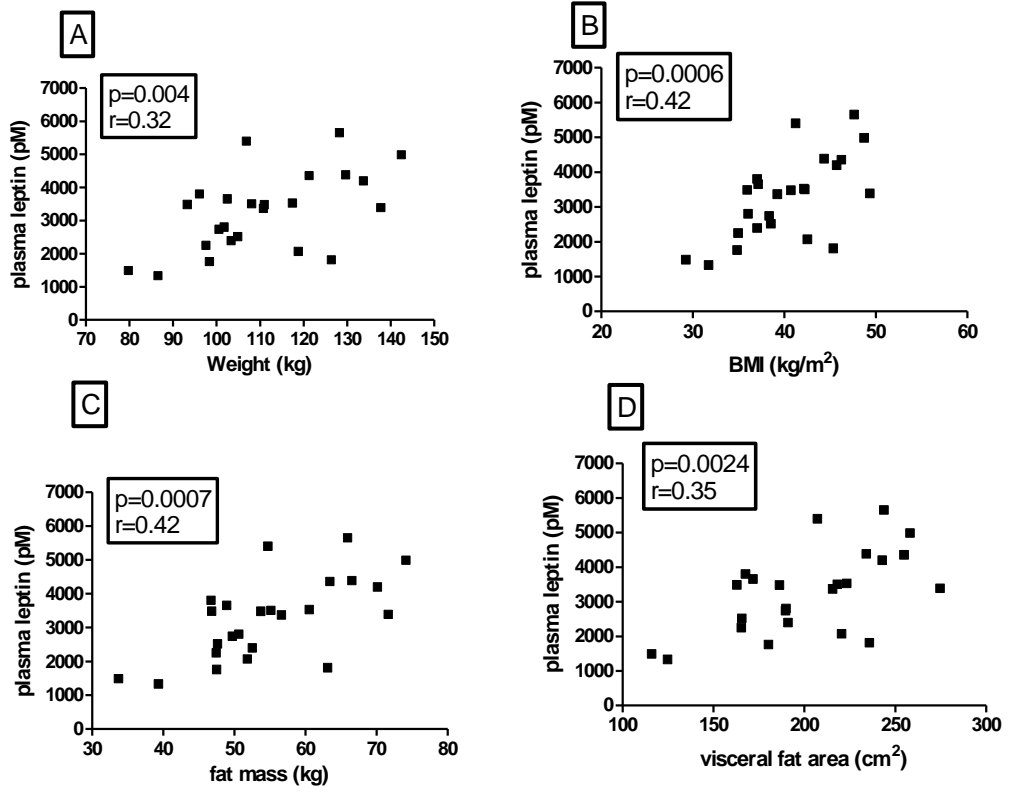 A
p=0.004
r=0.32
7000
6000
5000
4000
3000
2000
1000
0
plasma leptin (pM)
70 80 90 100 110 120 130 140 150
Weight (kg)
B
p=0.0006
r=0.42
7000
6000
5000
4000
3000
2000
1000
0
plasma leptin (pM)
20 30 40 50 60
BMI (kg/m²)
C
p=0.0007
r=0.42
7000
6000
5000
4000
3000
2000
1000
0
plasma leptin (pM)
30 40 50 60 70 80
fat mass (kg)
D
p=0.0024
r=0.35
7000
6000
5000
4000
3000
2000
1000
0
plasma leptin (pM)
100 150 200 250 300
visceral fat area (cm²)